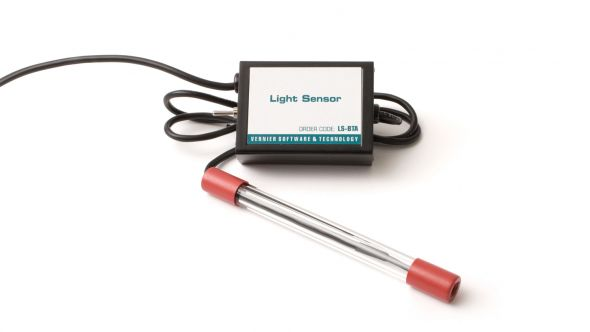 Light Sensor
ORDER CODE: LS-BTA
VERNIER SOFTWARE & TECHNOLOGY